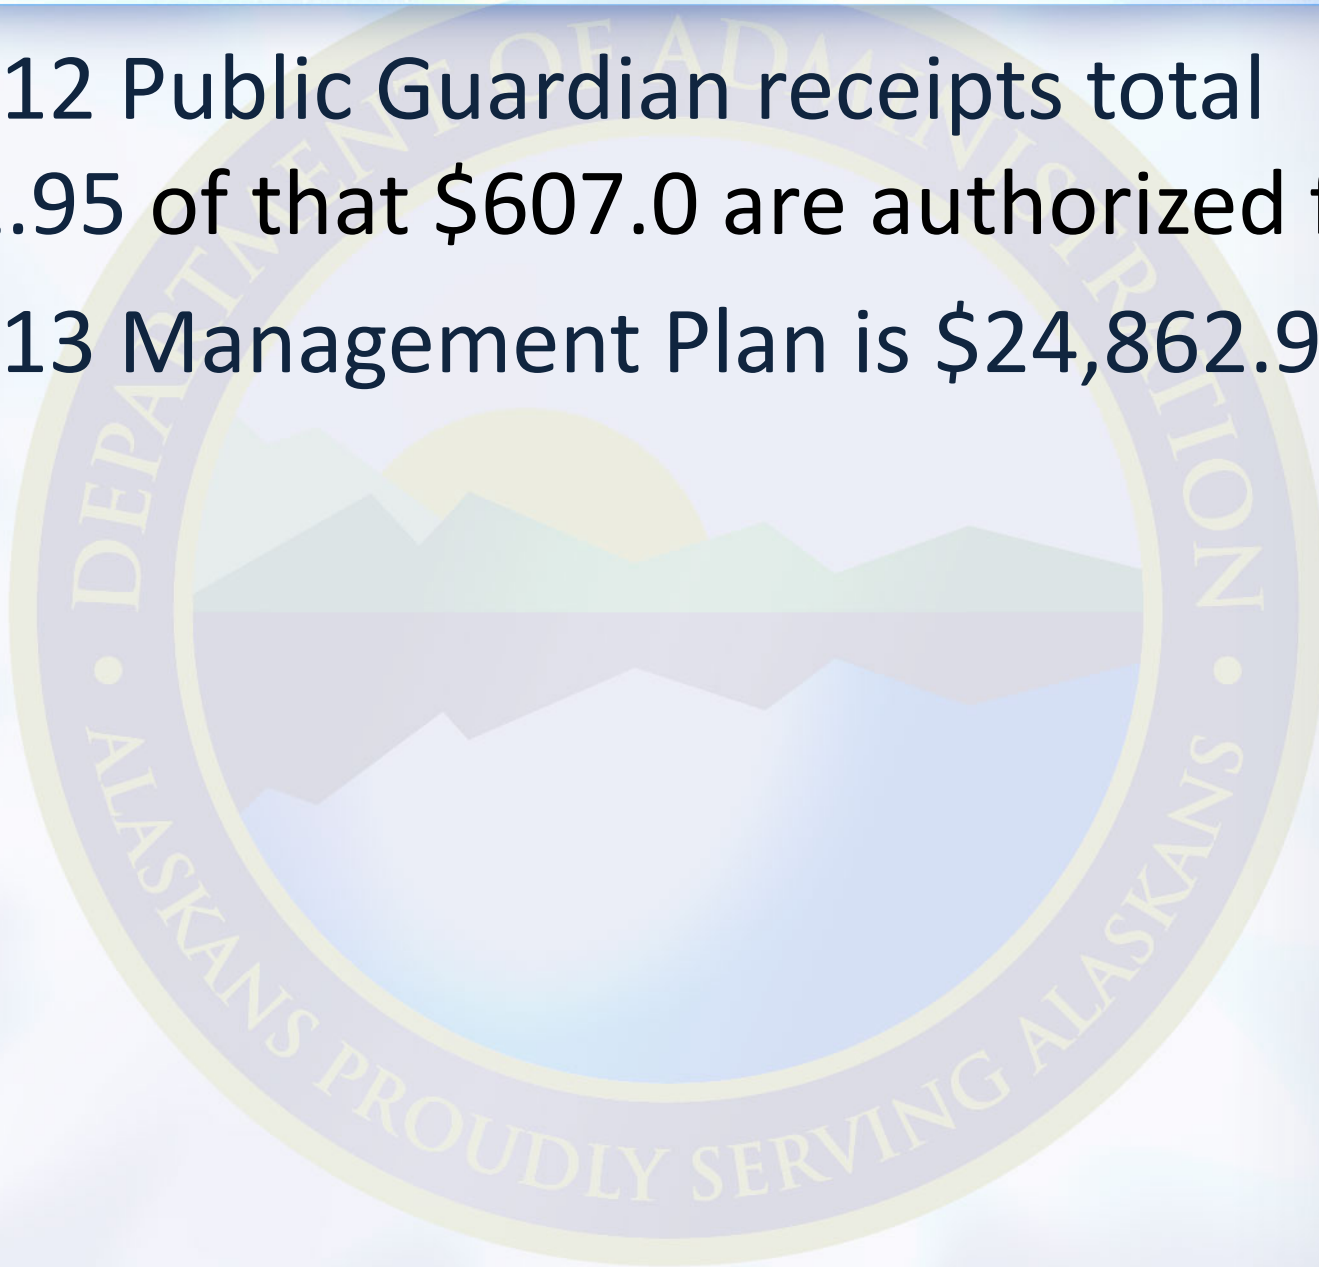 12 Public Guardian receipts total
.95 of that $607.0 are authorized f
13 Management Plan is $24,862.9
DEPARTMENT OF ADMINISTRATION
• ALASKANS PROUDLY SERVING ALASKANS •